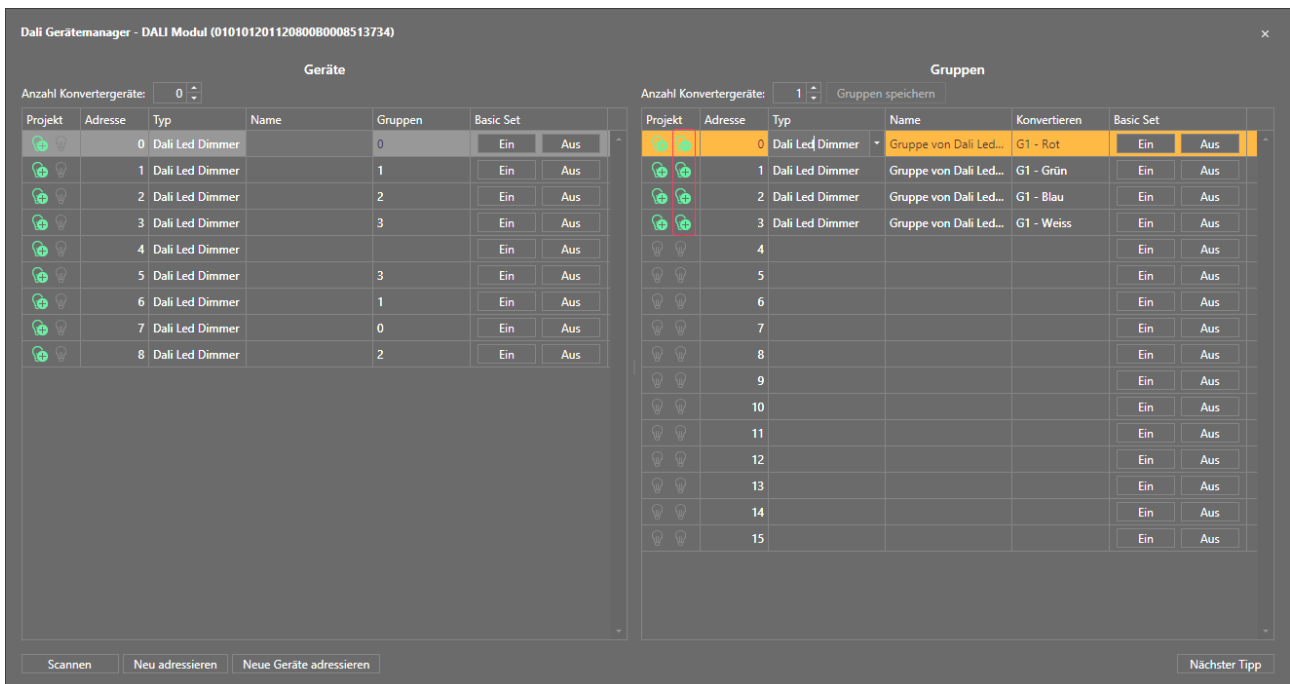 Dali Gerätemanager - DALI Modul (010101201120800B0008513734) ×
Geräte
Anzahl Konvertergeräte: 0
Projekt Adresse Typ Name Gruppen Basic Set
0 Dali Led Dimmer 0 Ein Aus
1 Dali Led Dimmer 1 Ein Aus
2 Dali Led Dimmer 2 Ein Aus
3 Dali Led Dimmer 3 Ein Aus
4 Dali Led Dimmer Ein Aus
5 Dali Led Dimmer 3 Ein Aus
6 Dali Led Dimmer 1 Ein Aus
7 Dali Led Dimmer 0 Ein Aus
8 Dali Led Dimmer 2 Ein Aus
Gruppen
Anzahl Konvertergeräte: 1 Gruppen speichern
Projekt Adresse Typ Name Konvertieren Basic Set
0 Dali Led Dimmer Gruppe von Dali Led... G1 - Rot Ein Aus
1 Dali Led Dimmer Gruppe von Dali Led... G1 - Grün Ein Aus
2 Dali Led Dimmer Gruppe von Dali Led... G1 - Blau Ein Aus
3 Dali Led Dimmer Gruppe von Dali Led... G1 - Weiss Ein Aus
4 Ein Aus
5 Ein Aus
6 Ein Aus
7 Ein Aus
8 Ein Aus
9 Ein Aus
10 Ein Aus
11 Ein Aus
12 Ein Aus
13 Ein Aus
14 Ein Aus
15 Ein Aus
Scannen Neu adressieren Neue Geräte adressieren Nächster Tipp